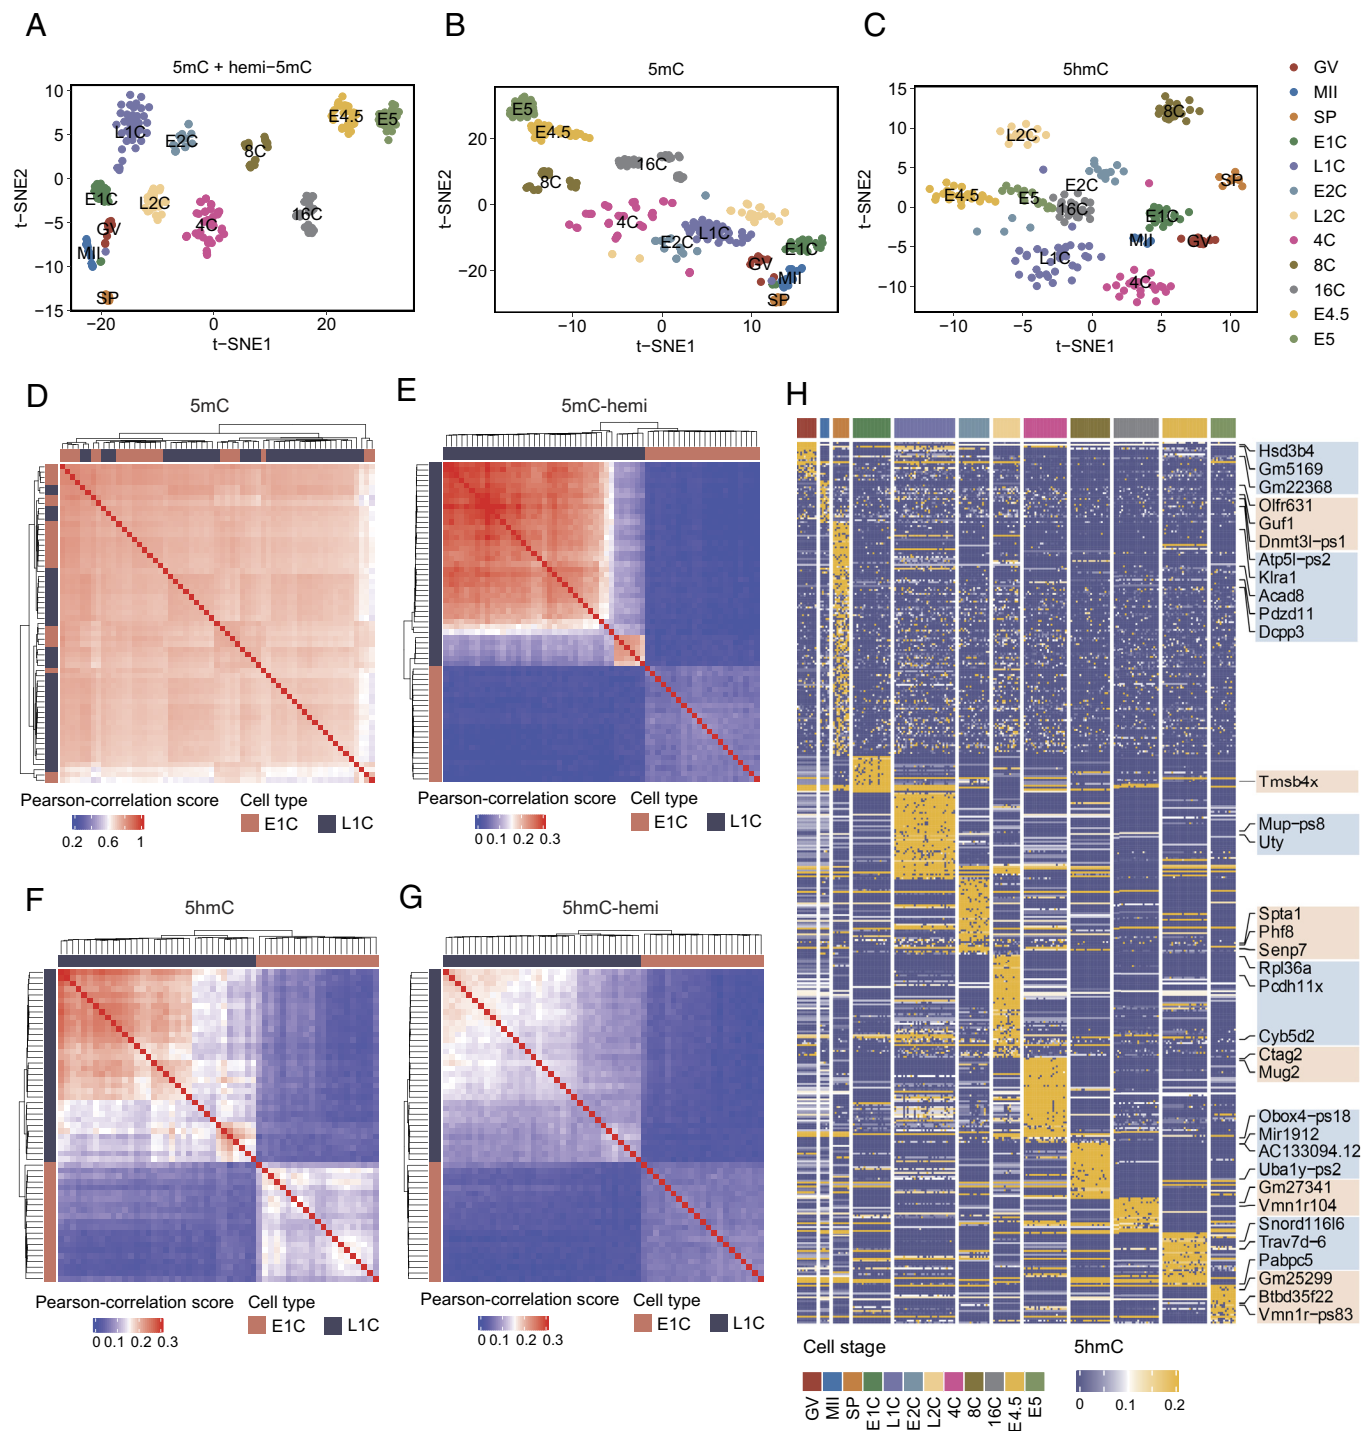 A
5mC + hemi−5mC
10
5
0
−5
−10
−15
t−SNE2
−20
0
20
t−SNE1
L1C
E2C
8C
E4.5
E5
E1C
L2C
GV
4C
16C
MII
SP
B
5mC
20
0
−20
t−SNE2
−10
0
10
t−SNE1
E5
E4.5
16C
8C
4C
E2C
L1C
E1C
GV
MII
SP
C
5hmC
15
10
5
0
−5
−10
t−SNE2
−10
−5
0
5
10
t−SNE1
8C
L2C
SP
E2C
E4.5
E5
16C
E1C
MII
GV
L1C
4C
GV
MII
SP
E1C
L1C
E2C
L2C
4C
8C
16C
E4.5
E5
D
5mC
Pearson-correlation score
0.2 0.6 1
Cell type
E1C L1C
E
5mC-hemi
Pearson-correlation score
0 0.1 0.2 0.3
Cell type
E1C L1C
F
5hmC
Pearson-correlation score
0 0.1 0.2 0.3
Cell type
E1C L1C
G
5hmC-hemi
Pearson-correlation score
0 0.1 0.2 0.3
Cell type
E1C L1C
H
Hsd3b4
Gm5169
Gm22368
Olfr631
Guf1
Dnmt3l−ps1
Atp5l−ps2
Klra1
Acad8
Pdzd11
Dcpp3
Tmsb4x
Mup−ps8
Uty
Spta1
Phf8
Senp7
Rpl36a
Pcdh11x
Cyb5d2
Ctag2
Mug2
Obox4−ps18
Mir1912
AC133094.12
Uba1y−ps2
Gm27341
Vmn1r104
Snord116l6
Trav7d−6
Pabpc5
Gm25299
Btbd35f22
Vmn1r−ps83
Cell stage
GV
MII
SP
E1C
L1C
E2C
L2C
4C
8C
16C
E4.5
E5
5hmC
0 0.1 0.2